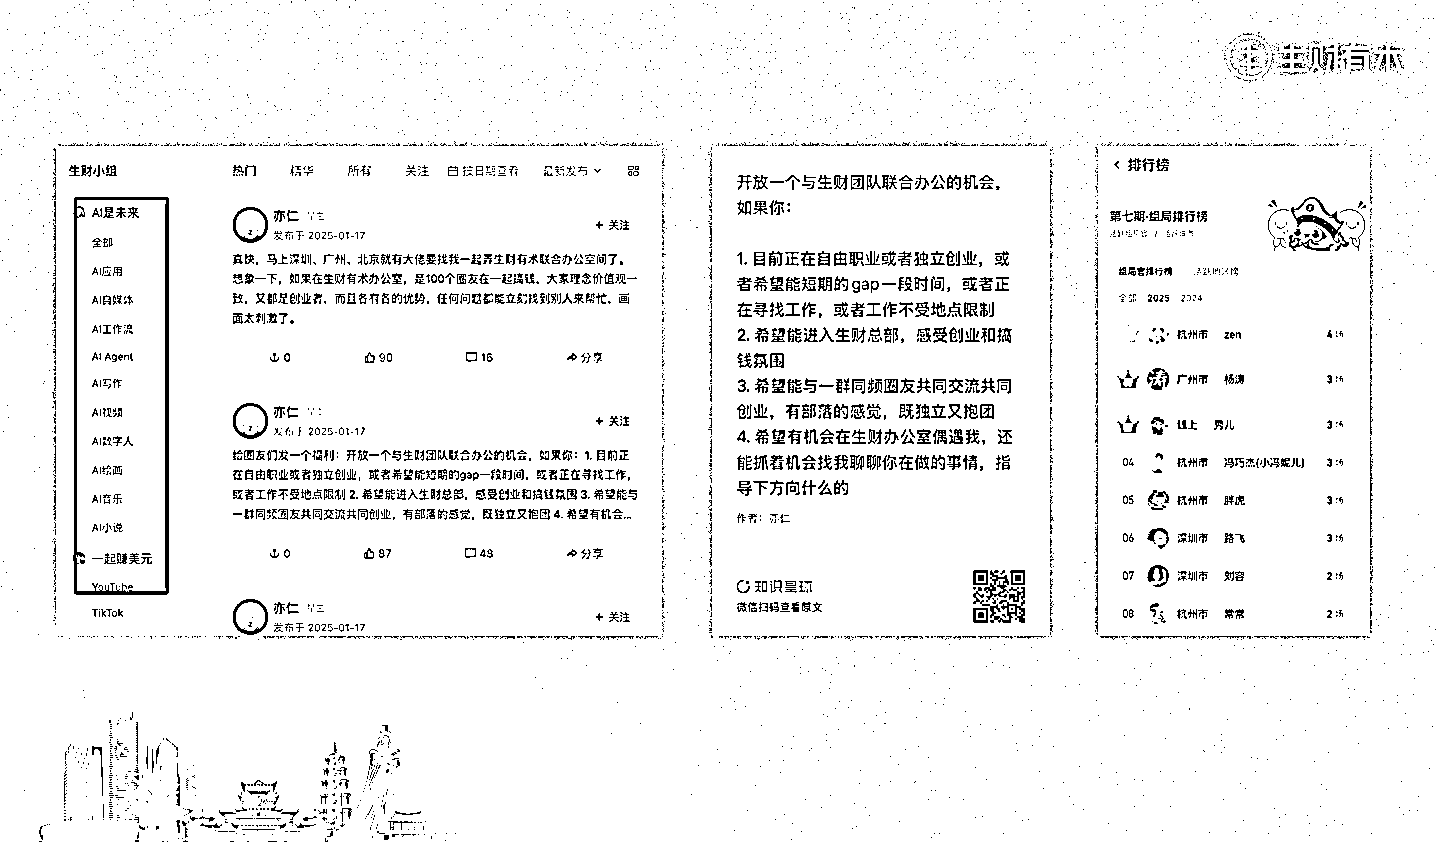 生财有术
生财小组
AI是未来
全部
AI应用
AI自媒体
AI工作流
AI Agent
AI写作
AI视频
AI数字人
AI绘画
AI音乐
AI小说
一起赚美元
YouTube
TikTok
热门 精华 所有 关注 按日期查看 最新发布
亦仁 星主
发布于 2025-01-17
+ 关注
真快，马上深圳、广州、北京就有大佬要找我一起弄生财有术联合办公空间了。
想象一下，如果在生财有术办公室，是100个圈友在一起搞钱，大家理念价值观一
致，又都是创业者，而且各有各的优势，任何问题都能立刻找到别人来帮忙，画
面太刺激了。
0 90 16 分享
亦仁 星主
发布于 2025-01-17
+ 关注
给圈友们发一个福利：开放一个与生财团队联合办公的机会，如果你：1. 目前正
在自由职业或者独立创业，或者希望能短期的gap一段时间，或者正在寻找工作，
或者工作不受地点限制 2. 希望能进入生财总部，感受创业和搞钱氛围 3. 希望能与
一群同频圈友共同交流共同创业，有部落的感觉，既独立又抱团 4. 希望有机会...
0 87 48 分享
亦仁 星主
发布于 2025-01-17
+ 关注
开放一个与生财团队联合办公的机会，
如果你：
1. 目前正在自由职业或者独立创业，或
者希望能短期的gap一段时间，或者正
在寻找工作，或者工作不受地点限制
2. 希望能进入生财总部，感受创业和搞
钱氛围
3. 希望能与一群同频圈友共同交流共同
创业，有部落的感觉，既独立又抱团
4. 希望有机会在生财办公室偶遇我，还
能抓着机会找我聊聊你在做的事情，指
导下方向什么的
作者：亦仁
知识星球
微信扫码查看原文
排行榜
第七期·组局排行榜
组局官排行榜
全部 2025 2024
杭州市 zen 4场
广州市 杨涛 3场
线上 男儿 3场
04 杭州市 冯巧杰(小冯妮儿) 3场
05 杭州市 胖虎 3场
06 深圳市 路飞 3场
07 深圳市 刘容 2场
08 杭州市 常常 2场